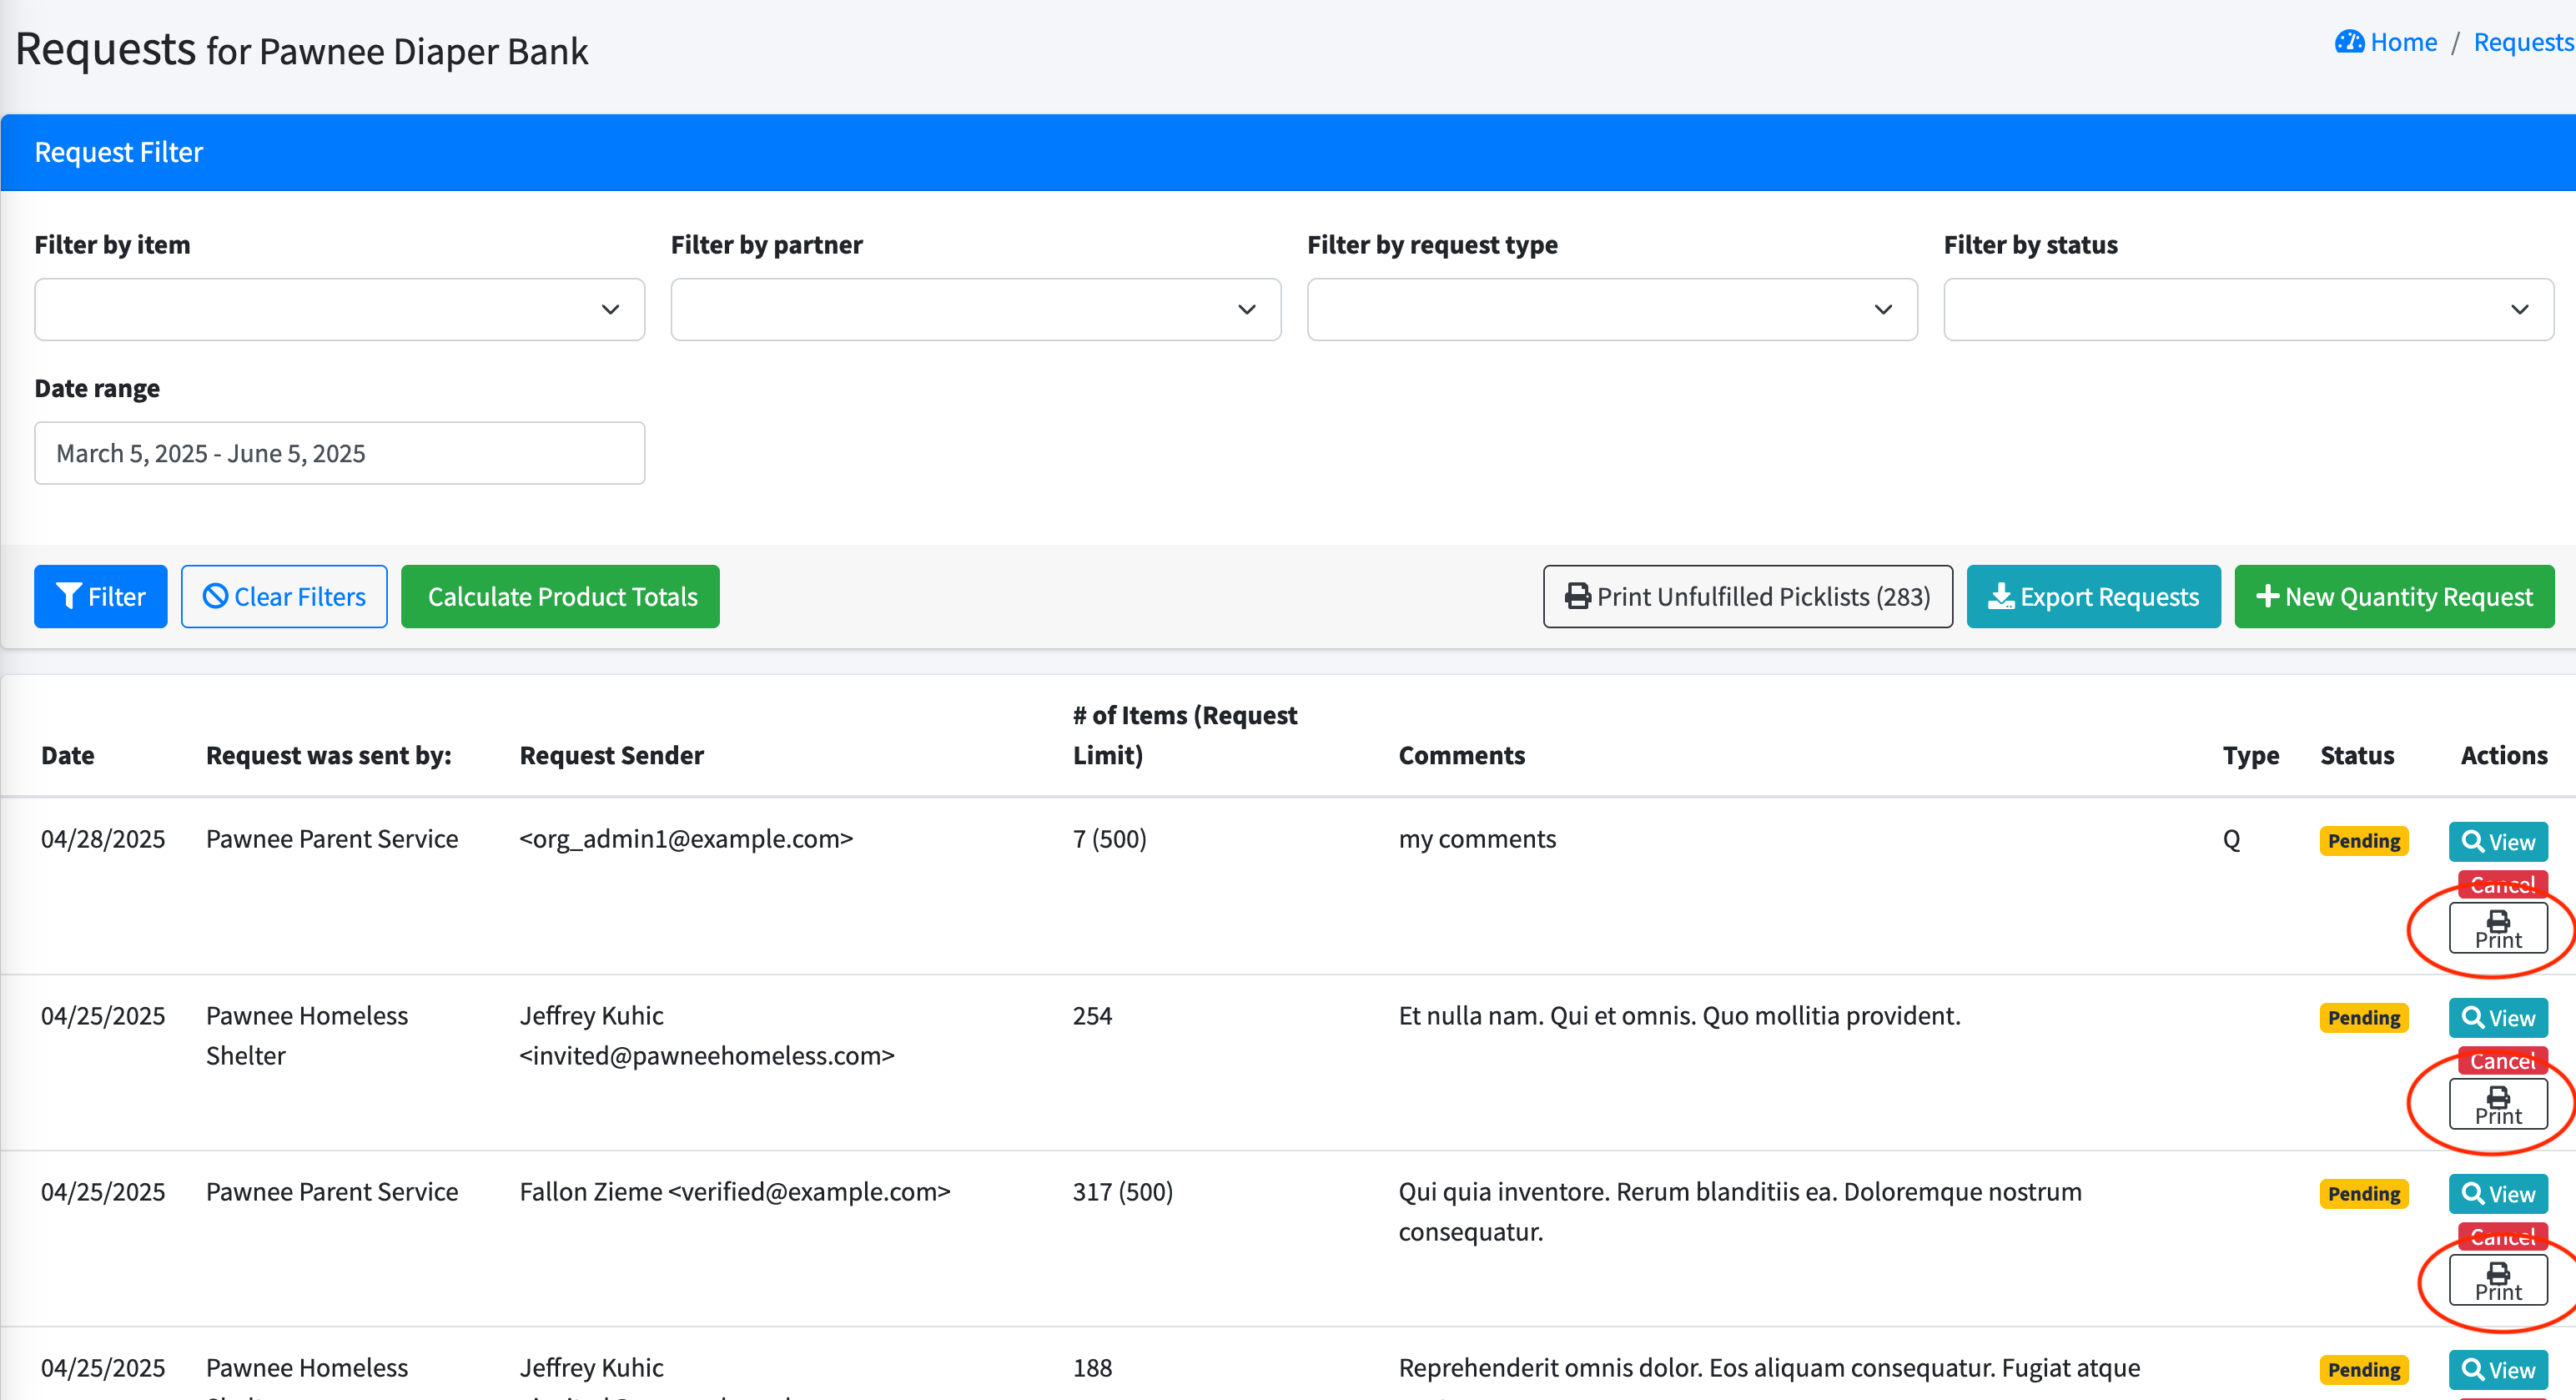 Requests for Pawnee Diaper Bank
Home / Requests
Request Filter
Filter by item
Filter by partner
Filter by request type
Filter by status
Date range
March 5, 2025 - June 5, 2025
Filter
Clear Filters
Calculate Product Totals
Print Unfulfilled Picklists (283)
Export Requests
New Quantity Request
Date
Request was sent by:
Request Sender
# of Items (Request
Limit)
Comments
Type
Status
Actions
04/28/2025
Pawnee Parent Service
<org_admin1@example.com>
7 (500)
my comments
Q
Pending
View
Cancel
Print
04/25/2025
Pawnee Homeless
Shelter
Jeffrey Kuhic
<invited@pawneehomeless.com>
254
Et nulla nam. Qui et omnis. Quo mollitia provident.
Pending
View
Cancel
Print
04/25/2025
Pawnee Parent Service
Fallon Zieme <verified@example.com>
317 (500)
Qui quia inventore. Rerum blanditiis ea. Doloremque nostrum
consequatur.
Pending
View
Cancel
Print
04/25/2025
Pawnee Homeless
Jeffrey Kuhic
188
Reprehenderit omnis dolor. Eos aliquam consequatur. Fugiat atque
Pending
View